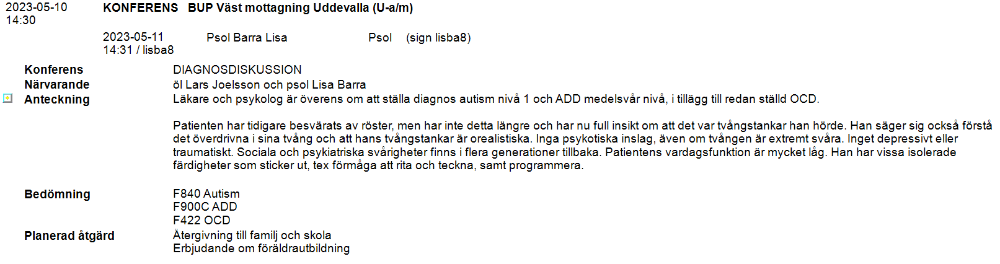 2023-05-10 KONFERENS BUP Väst mottagning Uddevalla (U-a/m)
14:30
2023-05-11 Psol Barra Lisa Psol (sign lisba8)
14:31 / lisba8
Konferens DIAGNOSDISKUSSION
Närvarande öl Lars Joelsson och psol Lisa Barra
Anteckning Läkare och psykolog är överens om att ställa diagnos autism nivå 1 och ADD medelsvår nivå, i tillägg till redan ställd OCD.
Patienten har tidigare besvärats av röster, men har inte detta längre och har nu full insikt om att det var tvångstankar han hörde. Han säger sig också förstå
det överdrivna i sina tvång och att hans tvångstankar är orealistiska. Inga psykotiska inslag, även om tvången är extremt svåra. Inget depressivt eller
traumatiskt. Sociala och psykiatriska svårigheter finns i flera generationer tillbaka. Patientens vardagsfunktion är mycket låg. Han har vissa isolerade
färdigheter som sticker ut, tex förmåga att rita och teckna, samt programmera.
Bedömning F840 Autism
F900C ADD
F422 OCD
Planerad åtgärd Återgivning till familj och skola
Erbjudande om föräldrautbildning